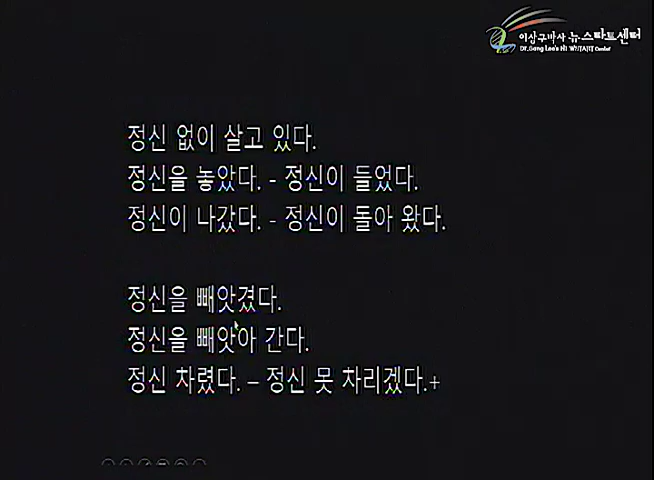 이상구박사 뉴스타트센터
정신 없이 살고 있다.
정신을 놓았다. - 정신이 들었다.
정신이 나갔다. - 정신이 돌아 왔다.
정신을 빼앗겼다.
정신을 빼앗아 간다.
정신 차렸다. – 정신 못 차리겠다.+